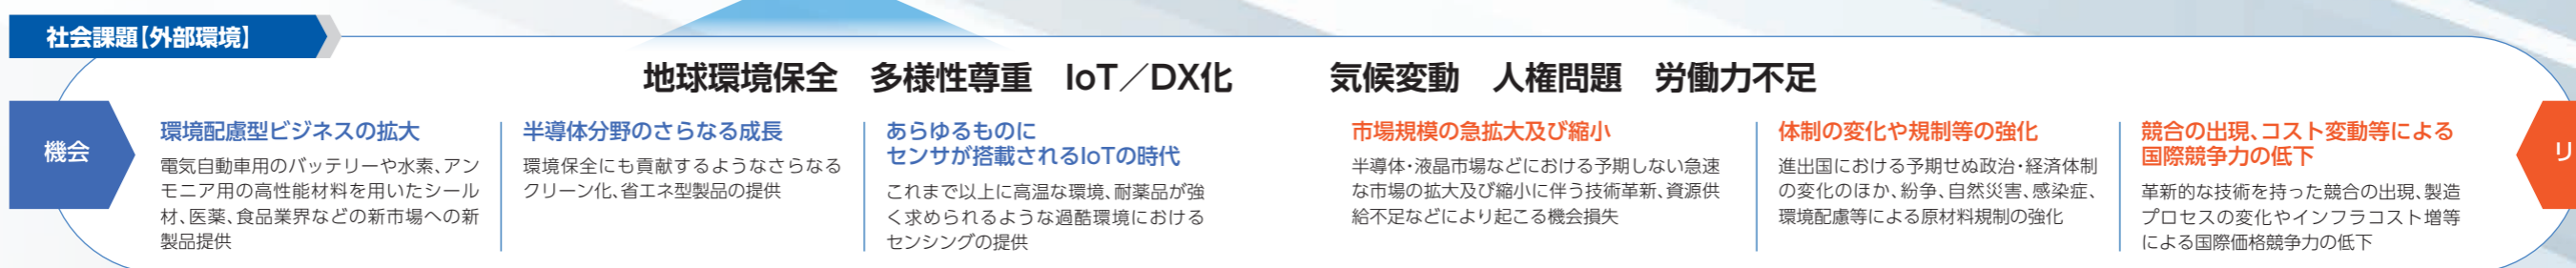 社会課題【外部環境】
地球環境保全　多様性尊重　IoT／DX化
気候変動　人権問題　労働力不足
機会
環境配慮型ビジネスの拡大
電気自動車用のバッテリーや水素、アン
モニア用の高性能材料を用いたシール
材、医薬、食品業界などの新市場への新
製品提供
半導体分野のさらなる成長
環境保全にも貢献するようなさらなる
クリーン化、省エネ型製品の提供
あらゆるものに
センサが搭載されるIoTの時代
これまで以上に高温な環境、耐薬品が強
く求められるような過酷環境における
センシングの提供
市場規模の急拡大及び縮小
半導体・液晶市場などにおける予期しない急速
な市場の拡大及び縮小に伴う技術革新、資源供
給不足などにより起こる機会損失
体制の変化や規制等の強化
進出国における予期せぬ政治・経済体制
の変化のほか、紛争、自然災害、感染症、
環境配慮等による原材料規制の強化
競合の出現、コスト変動等による
国際競争力の低下
革新的な技術を持った競合の出現、製造
プロセスの変化やインフラコスト増等
による国際価格競争力の低下
リ